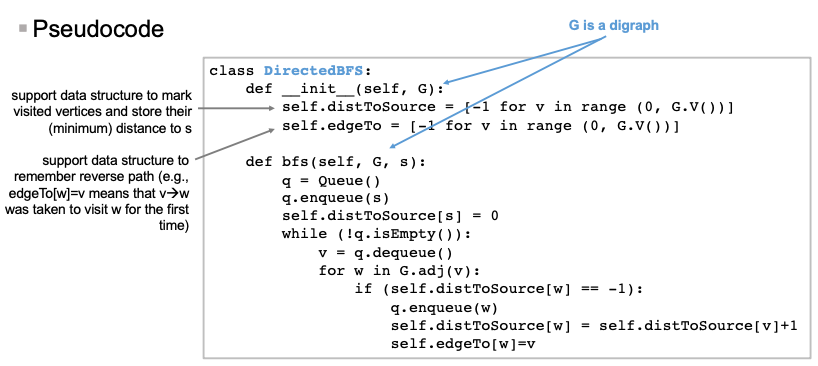 Pseudocode
G is a digraph
class DirectedBFS:
def __init__(self, G):
self.distToSource = [-1 for v in range (0, G.V())]
self.edgeTo = [-1 for v in range (0, G.V())]
def bfs(self, G, s):
q = Queue()
q.enqueue(s)
self.distToSource[s] = 0
while (!q.isEmpty()):
v = q.dequeue()
for w in G.adj(v):
if (self.distToSource[w] == -1):
q.enqueue(w)
self.distToSource[w] = self.distToSource[v]+1
self.edgeTo[w]=v
support data structure to mark
visited vertices and store their
(minimum) distance to s
support data structure to
remember reverse path (e.g.,
edgeTo[w]=v means that v→w
was taken to visit w for the first
time)